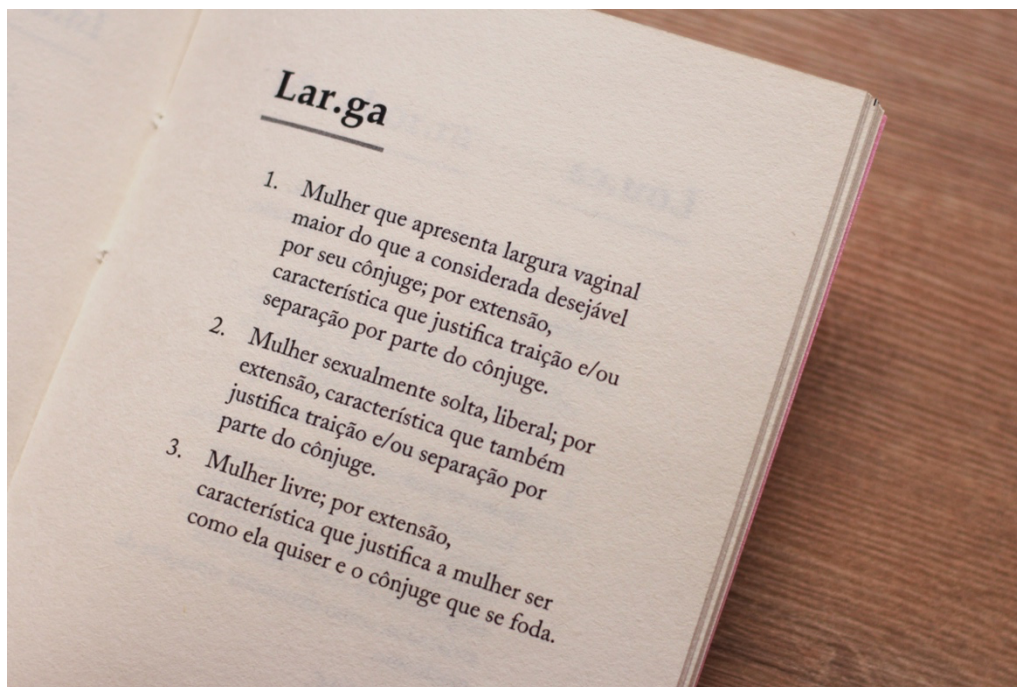 Lar.ga
1. Mulher que apresenta largura vaginal
maior do que a considerada desejável
por seu cônjuge; por extensão,
característica que justifica traição e/ou
separação por parte do cônjuge.
2. Mulher sexualmente solta, liberal; por
extensão, característica que também
justifica traição e/ou separação por
parte do cônjuge.
3. Mulher livre; por extensão,
característica que justifica a mulher ser
como ela quiser e o cônjuge que se foda.